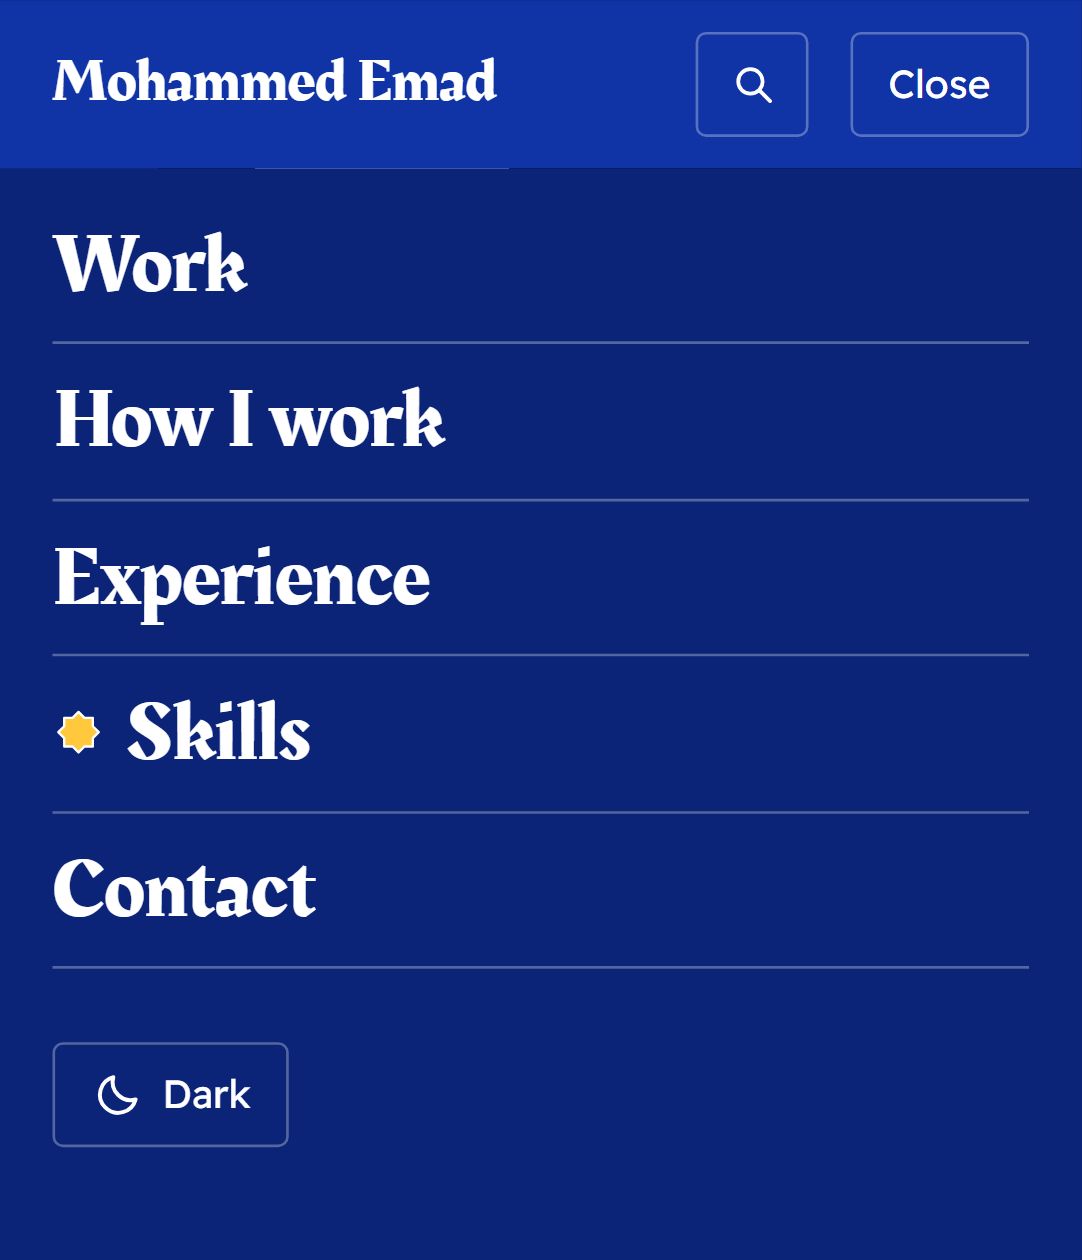 Mohammed Emad
Close
Work
How I work
Experience
Skills
Contact
Dark